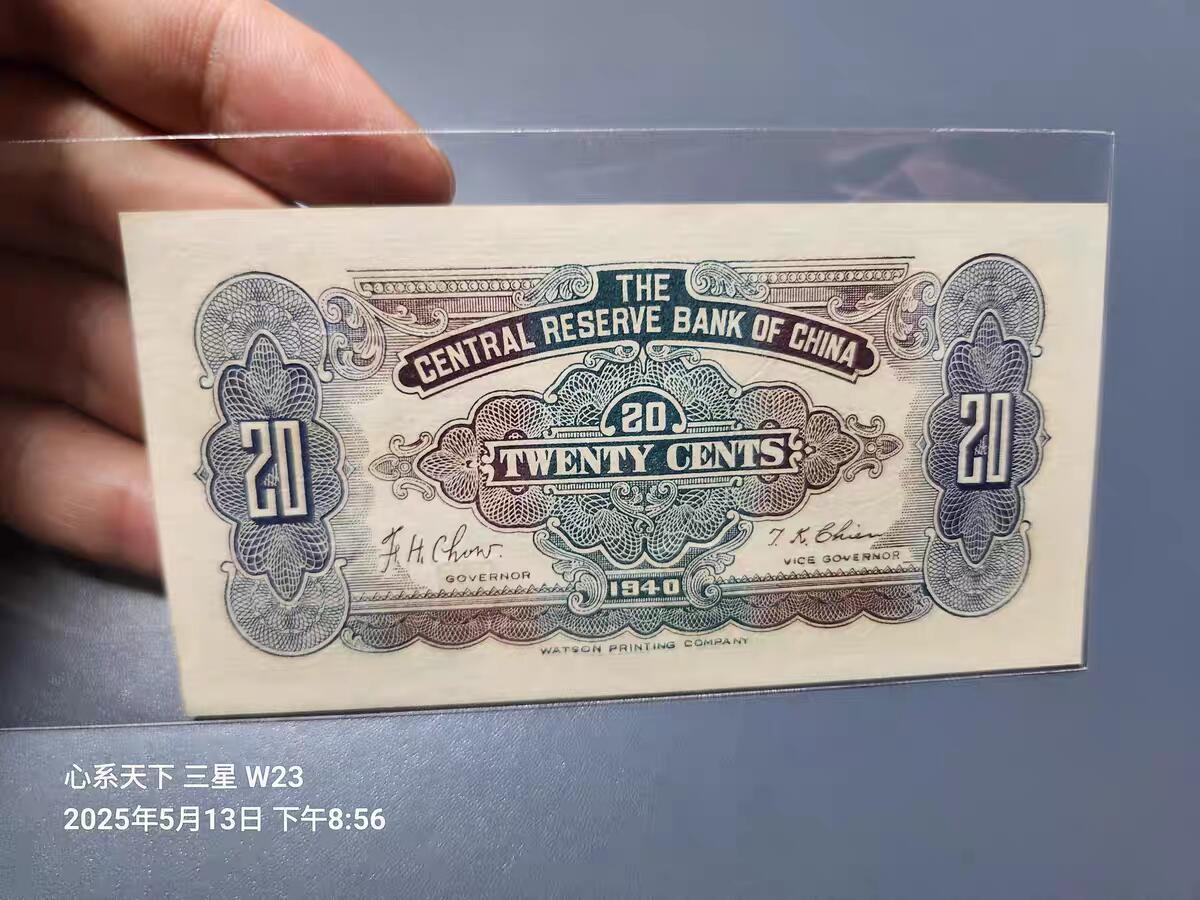 THE
CENTRAL RESERVE BANK OF CHINA
20
TWENTY CENTS
20
20
F. H. Chow.
GOVERNOR
T. K. Chien
VICE GOVERNOR
1940
WATSON PRINTING COMPANY
心系天下 三星 W23
2025年5月13日 下午8:56